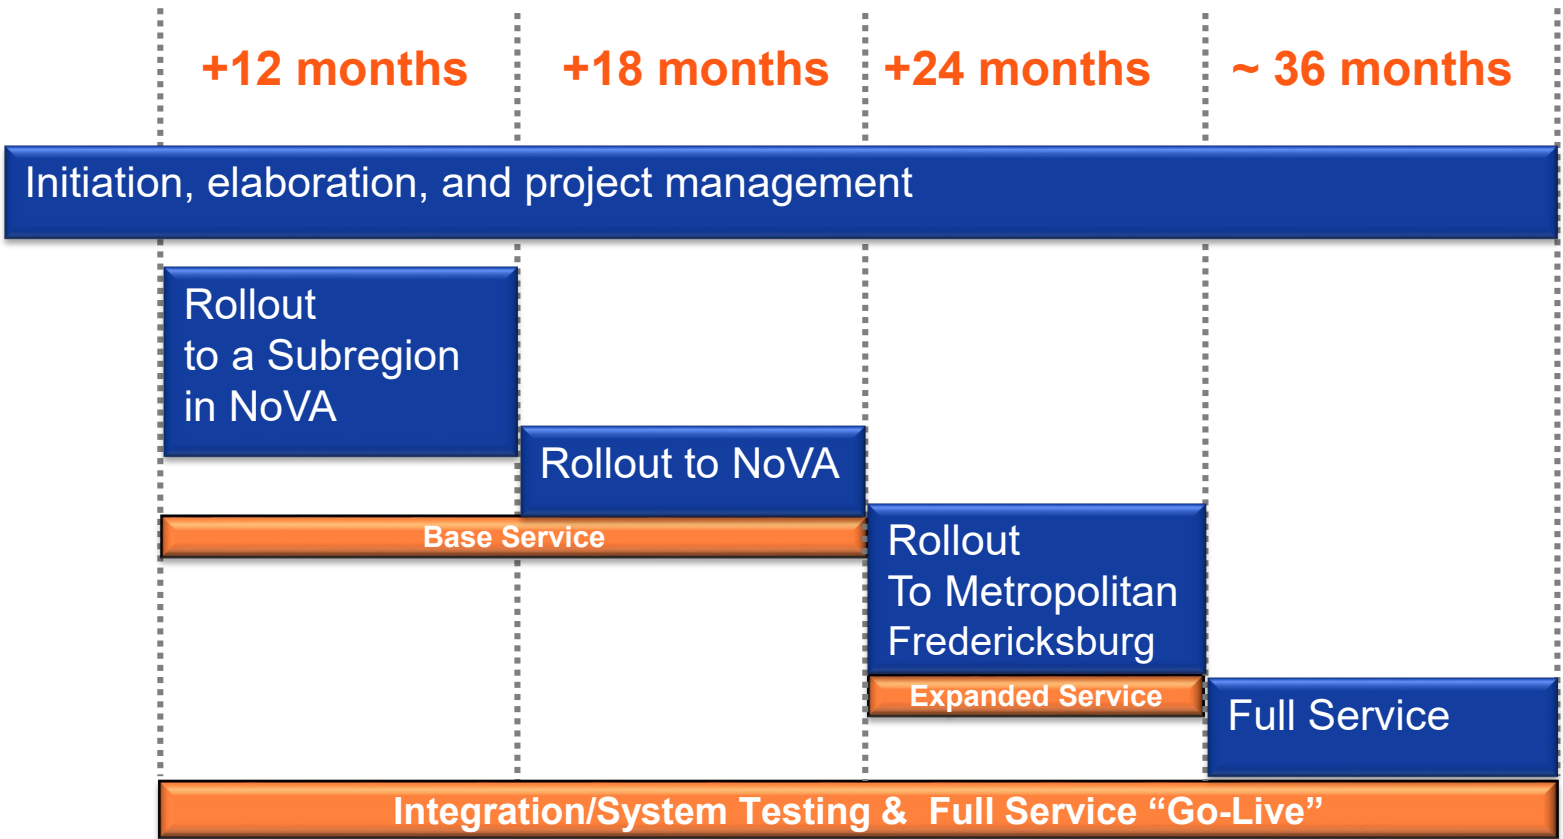 +12 months
+18 months
+24 months
~ 36 months
Initiation, elaboration, and project management
Rollout
to a Subregion
in NoVA
Rollout to NoVA
Base Service
Rollout
To Metropolitan
Fredericksburg
Expanded Service
Full Service
Integration/System Testing & Full Service “Go-Live”